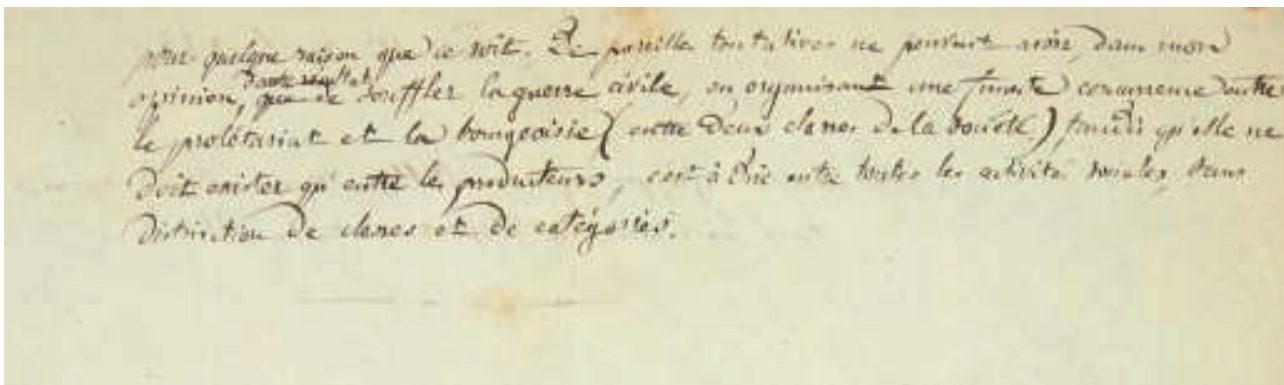 pour quelque raison que ce soit. De pareille tentatives ne peuvent avoir, dans mon
opinion, d'autre résultat que de souffler la guerre civile, en organisant une funeste concurrence entre
le prolétariat et la bourgeoisie (entre deux classes de la société), tandis qu'elle ne
doit exister qu'entre les producteurs, c'est à dire entre toutes les activités sociales, sans
distinction de classes et de catégories.